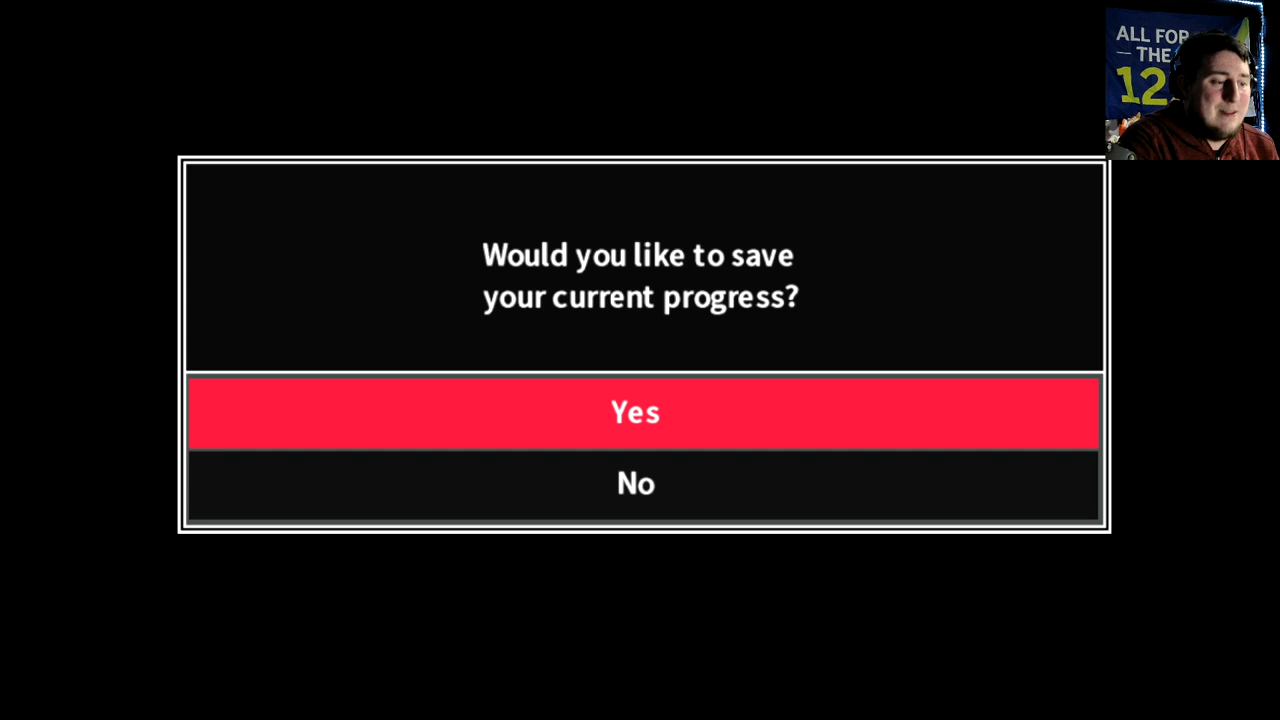 ALL FOR
— THE
12
Would you like to save
your current progress?
Yes
No